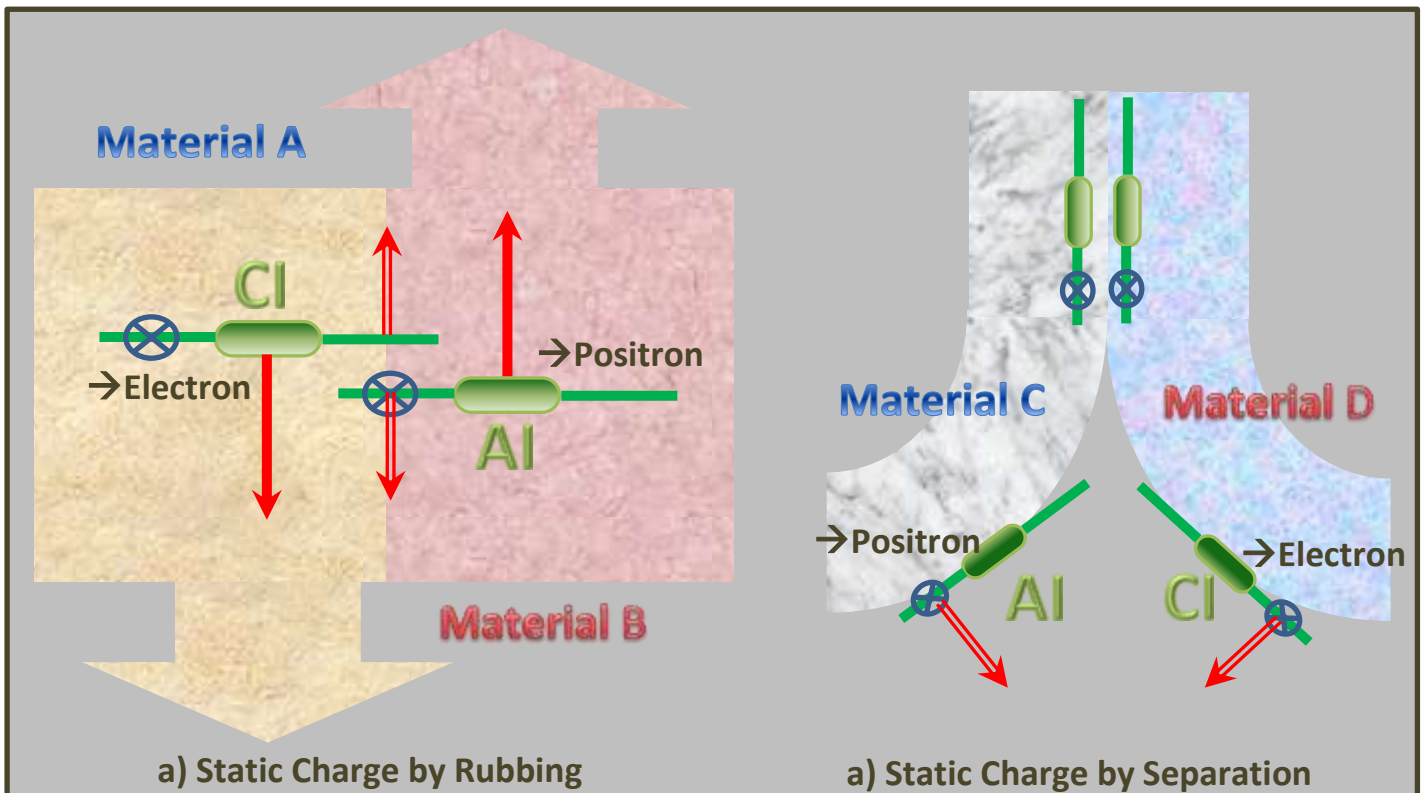 Material A
CI
→Positron
→Electron
AI
Material B
a) Static Charge by Rubbing
Material C
Material D
→Positron
→Electron
AI
CI
a) Static Charge by Separation